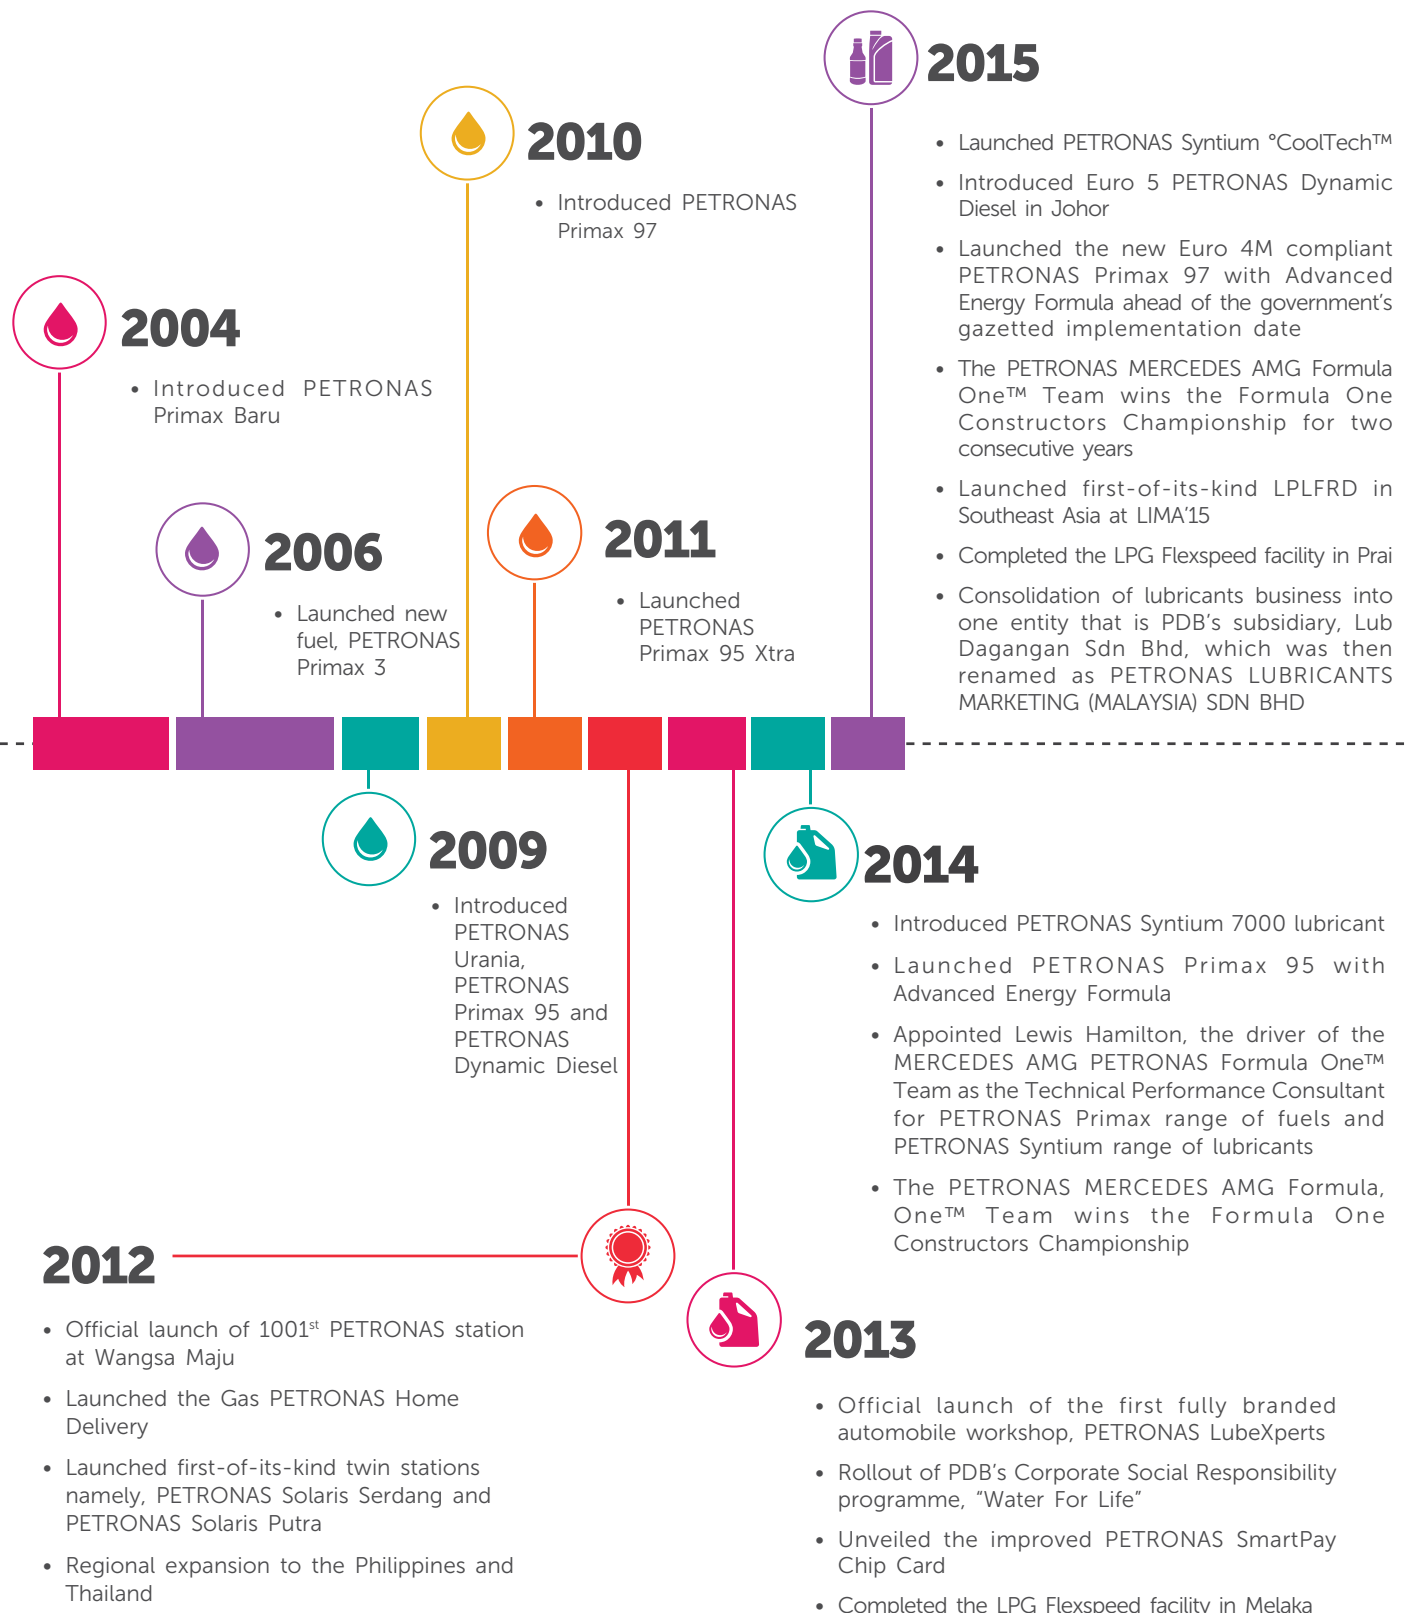 2015
• Launched PETRONAS Syntium °CoolTech™
• Introduced Euro 5 PETRONAS Dynamic
Diesel in Johor
• Launched the new Euro 4M compliant
PETRONAS Primax 97 with Advanced
Energy Formula ahead of the government’s
gazetted implementation date
• The PETRONAS MERCEDES AMG Formula
One™ Team wins the Formula One
Constructors Championship for two
consecutive years
• Launched first-of-its-kind LPLFRD in
Southeast Asia at LIMA’15
• Completed the LPG Flexspeed facility in Prai
• Consolidation of lubricants business into
one entity that is PDB’s subsidiary, Lub
Dagangan Sdn Bhd, which was then
renamed as PETRONAS LUBRICANTS
MARKETING (MALAYSIA) SDN BHD
2010
• Introduced PETRONAS
Primax 97
2004
• Introduced PETRONAS
Primax Baru
2006
• Launched new
fuel, PETRONAS
Primax 3
2011
• Launched
PETRONAS
Primax 95 Xtra
2009
• Introduced
PETRONAS
Urania,
PETRONAS
Primax 95 and
PETRONAS
Dynamic Diesel
2014
• Introduced PETRONAS Syntium 7000 lubricant
• Launched PETRONAS Primax 95 with
Advanced Energy Formula
• Appointed Lewis Hamilton, the driver of the
MERCEDES AMG PETRONAS Formula One™
Team as the Technical Performance Consultant
for PETRONAS Primax range of fuels and
PETRONAS Syntium range of lubricants
• The PETRONAS MERCEDES AMG Formula,
One™ Team wins the Formula One
Constructors Championship
2012
• Official launch of 1001st PETRONAS station
at Wangsa Maju
• Launched the Gas PETRONAS Home
Delivery
• Launched first-of-its-kind twin stations
namely, PETRONAS Solaris Serdang and
PETRONAS Solaris Putra
• Regional expansion to the Philippines and
Thailand
2013
• Official launch of the first fully branded
automobile workshop, PETRONAS LubeXperts
• Rollout of PDB’s Corporate Social Responsibility
programme, “Water For Life”
• Unveiled the improved PETRONAS SmartPay
Chip Card
• Completed the LPG Flexspeed facility in Melaka